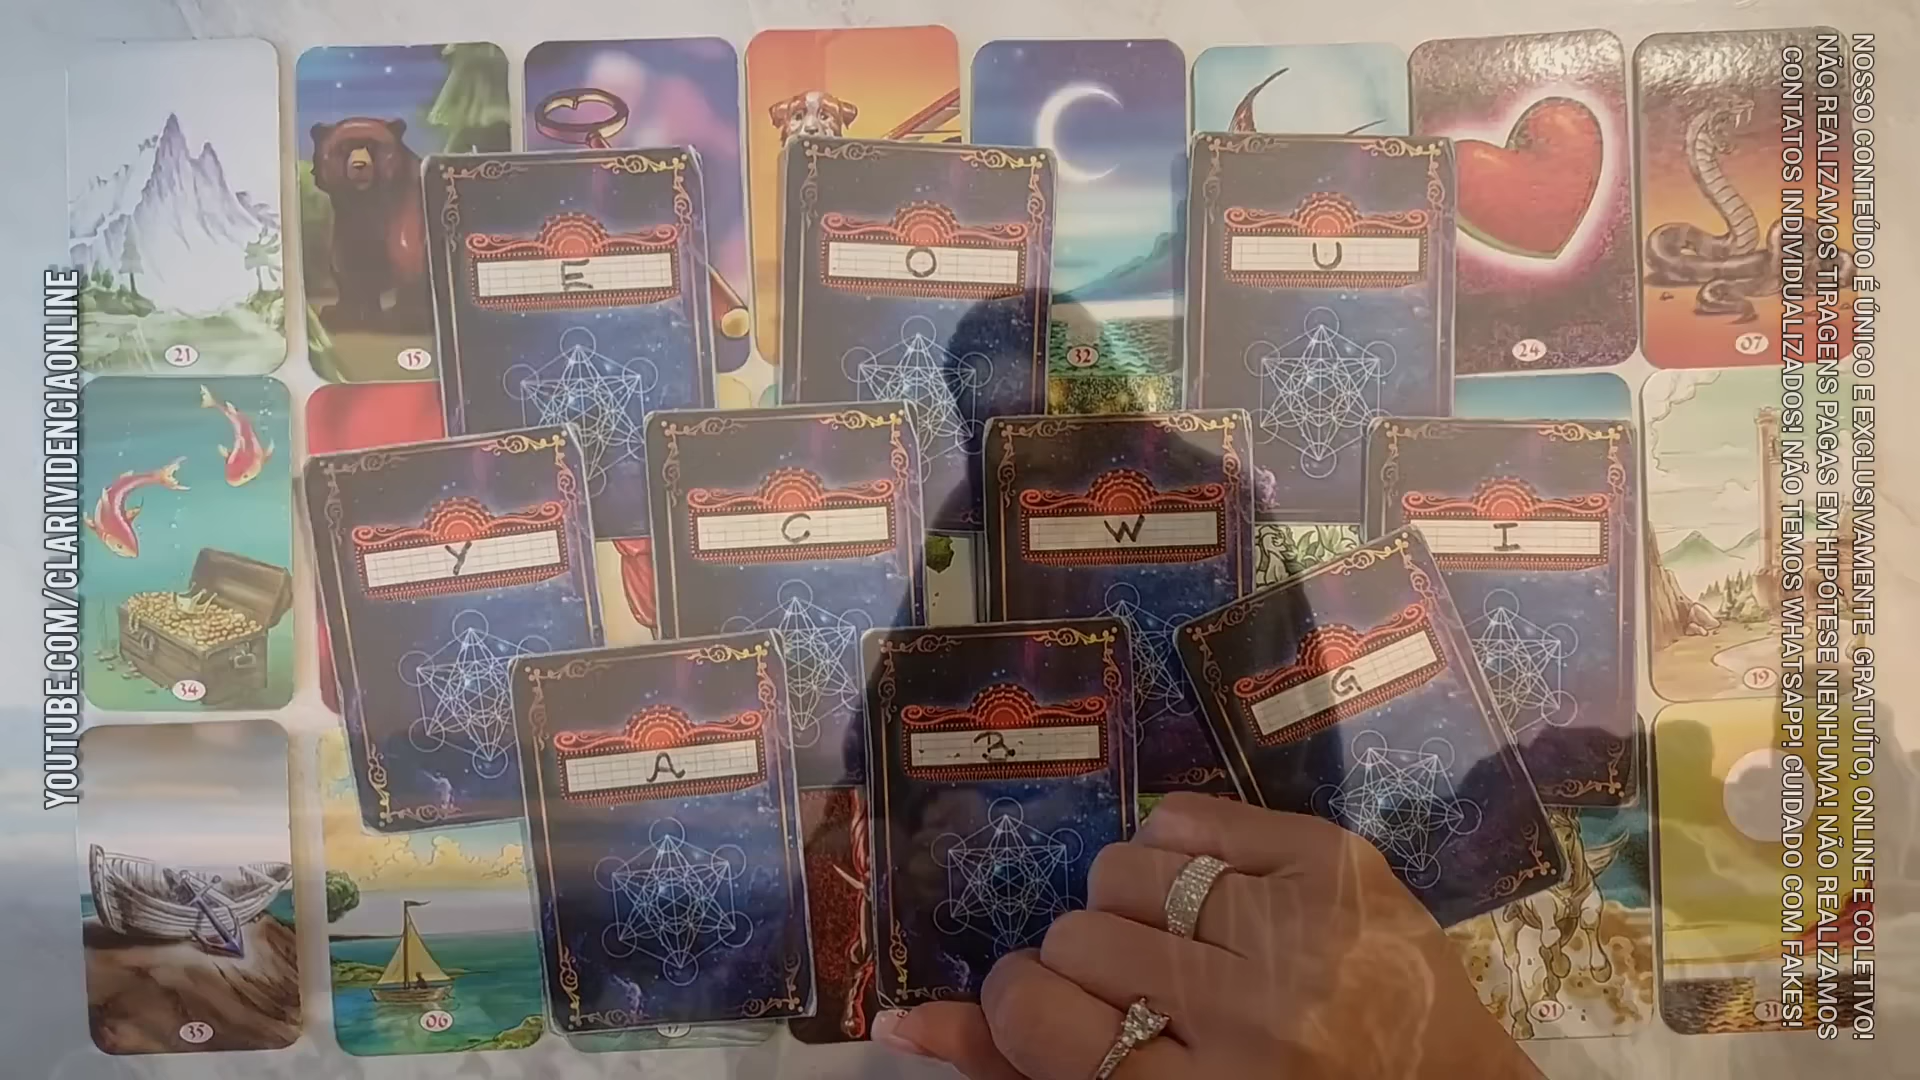 YOUTUBE.COM/CLARIVIDENCIAONLINE
NOSSO CONTEÚDO É ÚNICO E EXCLUSIVAMENTE GRATUÍTO, ONLINE E COLETIVO!
NÃO REALIZAMOS TIRAGENS PAGAS EM HIPÓTESE NENHUMA! NÃO REALIZAMOS
CONTATOS INDIVIDUALIZADOS! NÃO TEMOS WHATSAPP! CUIDADO COM FAKES!
E
O
U
21
15
32
24
07
Y
C
W
I
34
G
19
A
B
35
06
01
31